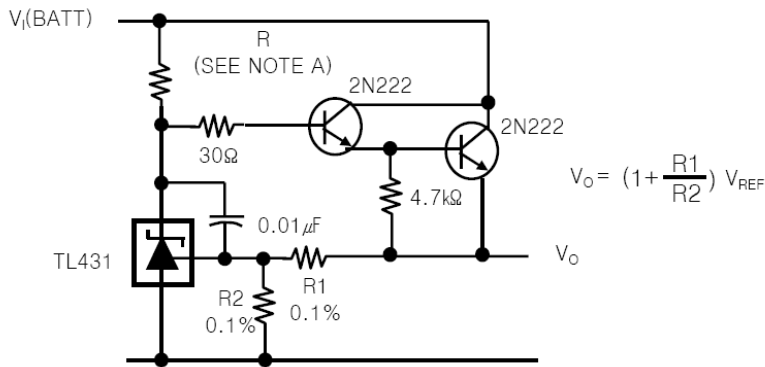 V_I(BATT)
R
(SEE NOTE A)
2N222
2N222
30Ω
4.7kΩ
V_O = (1+ R1/R2) V_REF
0.01μF
TL431
V_O
R1
0.1%
R2
0.1%